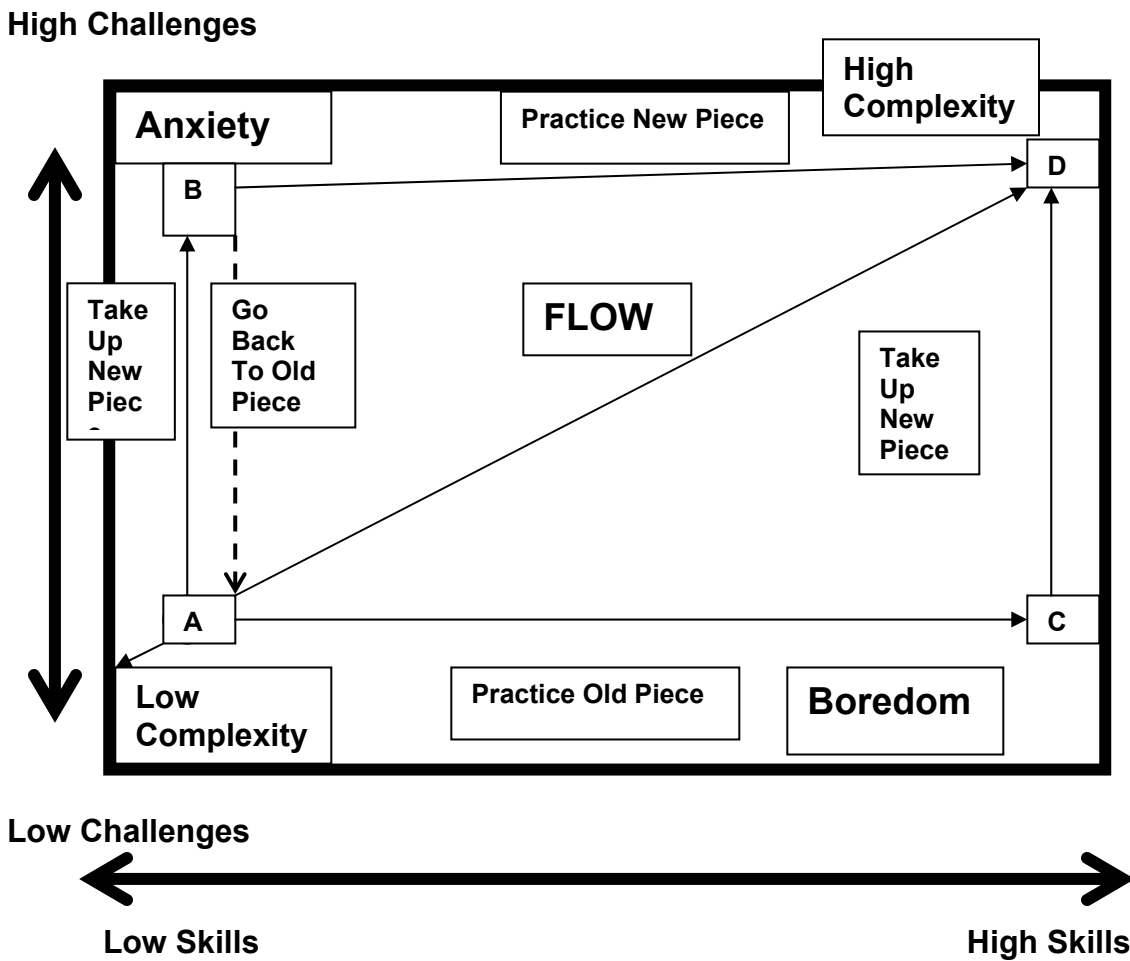 High Challenges
High
Complexity
Anxiety
Practice New Piece
B
D
Take
Up
New
Piec
Go
Back
To Old
Piece
FLOW
Take
Up
New
Piece
A
C
Low
Complexity
Practice Old Piece
Boredom
Low Challenges
Low Skills
High Skills